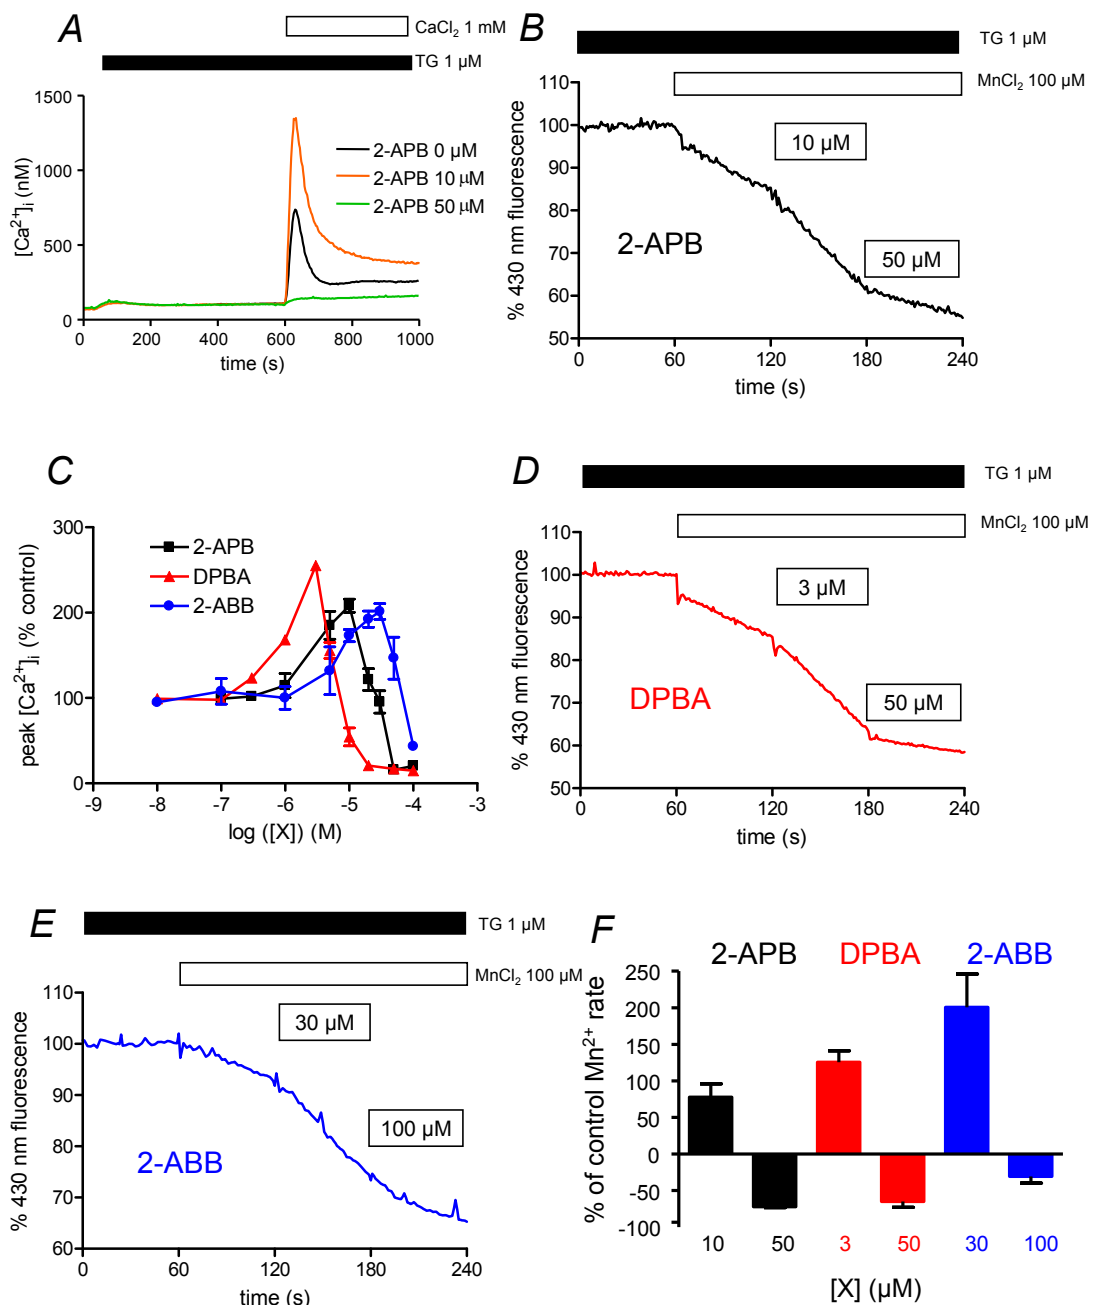 A
CaCl₂ 1 mM
TG 1 µM
1500
1000
500
0
[Ca²⁺]ᵢ (nM)
2-APB 0 µM
2-APB 10 µM
2-APB 50 µM
0 200 400 600 800 1000
time (s)
B
TG 1 µM
MnCl₂ 100 µM
110
100
90
80
70
60
50
% 430 nm fluorescence
10 µM
50 µM
2-APB
0 60 120 180 240
time (s)
C
300
200
100
0
peak [Ca²⁺]ᵢ (% control)
2-APB
DPBA
2-ABB
-9 -8 -7 -6 -5 -4 -3
log ([X]) (M)
D
TG 1 µM
MnCl₂ 100 µM
110
100
90
80
70
60
50
% 430 nm fluorescence
3 µM
50 µM
DPBA
0 60 120 180 240
time (s)
E
TG 1 µM
MnCl₂ 100 µM
110
100
90
80
70
60
% 430 nm fluorescence
30 µM
100 µM
2-ABB
0 60 120 180 240
time (s)
F
2-APB DPBA 2-ABB
250
200
150
100
50
0
-50
-100
% of control Mn²⁺ rate
10 50 3 50 30 100
[X] (µM)